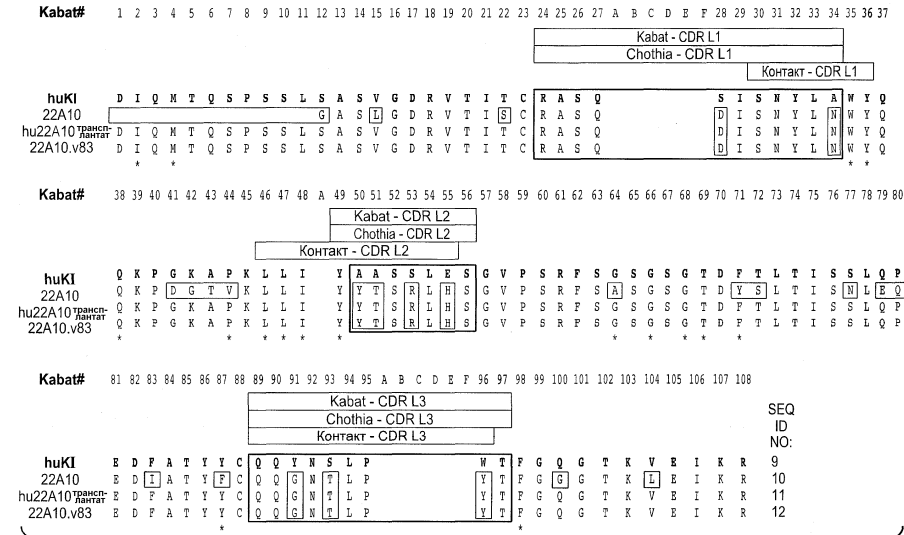 Kabat# 1 2 3 4 5 6 7 8 9 10 11 12 13 14 15 16 17 18 19 20 21 22 23 24 25 26 27 A B C D E F 28 29 30 31 32 33 34 35 36 37
Kabat - CDR L1
Chothia - CDR L1
Контакт - CDR L1
huKI D I Q M T Q S P S S L S A S V G D R V T I T C R A S Q S I S N Y L A W Y Q
22A10 G A S L G D R V T I S C R A S Q D I S N Y L N W Y Q
hu22A10 трансплантат D I Q M T Q S P S S L S A S V G D R V T I T C R A S Q D I S N Y L N W Y Q
22A10.v83 D I Q M T Q S P S S L S A S V G D R V T I T C R A S Q D I S N Y L N W Y Q
* * * *
Kabat# 38 39 40 41 42 43 44 45 46 47 48 A 49 50 51 52 53 54 55 56 57 58 59 60 61 62 63 64 65 66 67 68 69 70 71 72 73 74 75 76 77 78 79 80
Kabat - CDR L2
Chothia - CDR L2
Контакт - CDR L2
huKI Q K P G K A P K L L I Y A A S S L E S G V P S R F S G S G S G T D F T L T I S S L Q P
22A10 Q K P D G T V K L L I Y Y T S R L H S G V P S R F S A S G S G T D Y S L T I S N L E Q
hu22A10 трансплантат Q K P G K A P K L L I Y Y T S R L H S G V P S R F S G S G S G T D F T L T I S S L Q P
22A10.v83 Q K P G K A P K L L I Y Y T S R L H S G V P S R F S G S G S G T D F T L T I S S L Q P
* * * * * * * * * * *
Kabat# 81 82 83 84 85 86 87 88 89 90 91 92 93 94 95 A B C D E F 96 97 98 99 100 101 102 103 104 105 106 107 108
Kabat - CDR L3
Chothia - CDR L3
Контакт - CDR L3
SEQ
ID
NO:
huKI E D F A T Y Y C Q Q Y N S L P W T F G Q G T K V E I K R 9
22A10 E D I A T Y F C Q Q G N T L P Y T F G G G T K L E I K R 10
hu22A10 трансплантат E D F A T Y Y C Q Q G N T L P Y T F G Q G T K V E I K R 11
22A10.v83 E D F A T Y Y C Q Q G N T L P Y T F G Q G T K V E I K R 12
* *